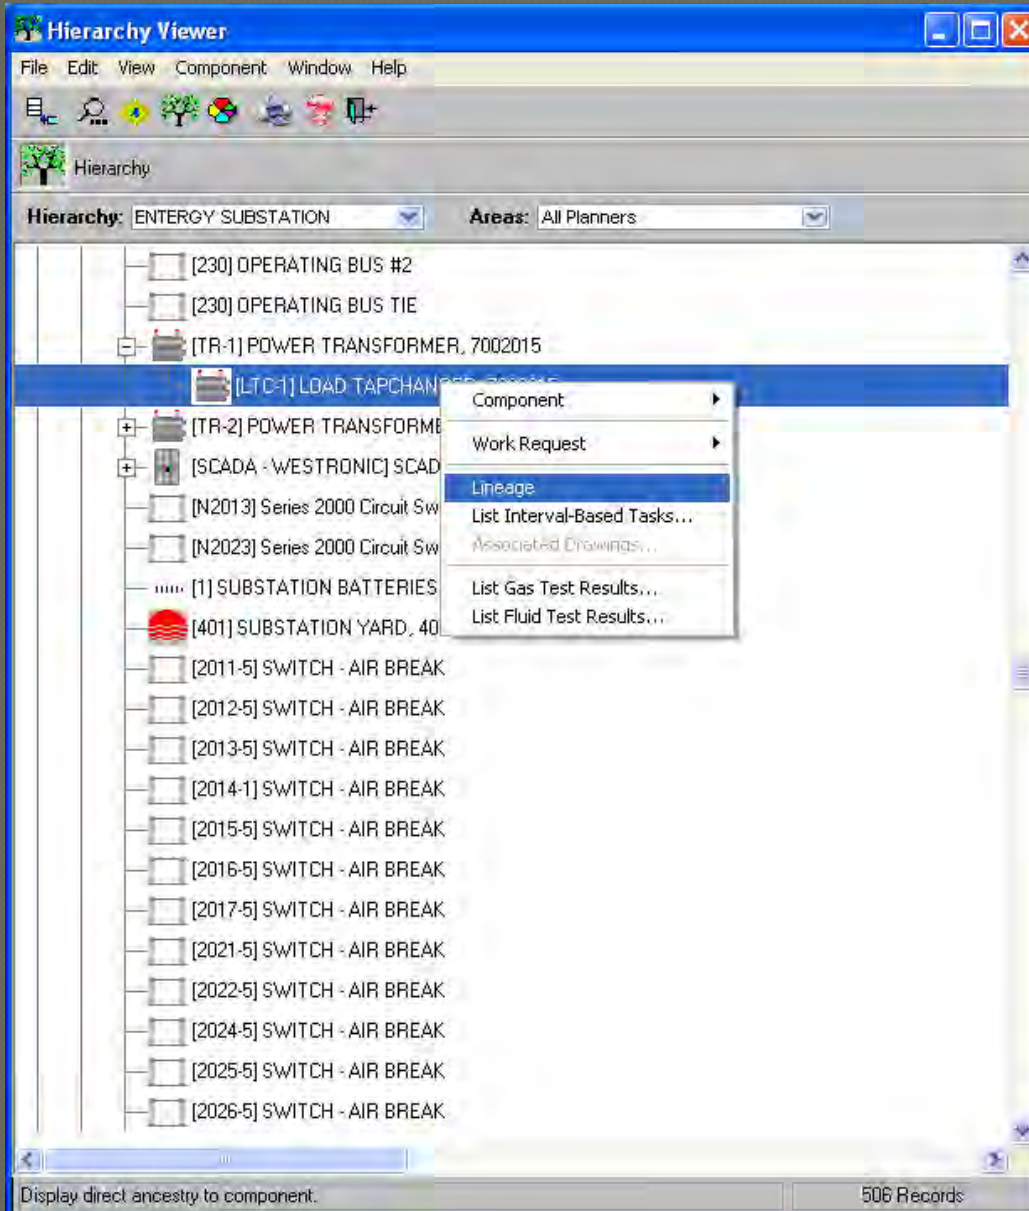 Hierarchy Viewer
File Edit View Component Window Help
Hierarchy
Hierarchy: ENTERGY SUBSTATION Areas: All Planners
[230] OPERATING BUS #2
[230] OPERATING BUS TIE
[TR-1] POWER TRANSFORMER, 7002015
[LTC-1] LOAD TAPCHAN
Component
[TR-2] POWER TRANSFORME
Work Request
[SCADA - WESTRONIC] SCAD
Lineage
[N2013] Series 2000 Circuit Sw
List Interval-Based Tasks...
[N2023] Series 2000 Circuit Sw
Associated Drawings...
[1] SUBSTATION BATTERIES
List Gas Test Results...
[401] SUBSTATION YARD, 40
List Fluid Test Results...
[2011-5] SWITCH - AIR BREAK
[2012-5] SWITCH - AIR BREAK
[2013-5] SWITCH - AIR BREAK
[2014-1] SWITCH - AIR BREAK
[2015-5] SWITCH - AIR BREAK
[2016-5] SWITCH - AIR BREAK
[2017-5] SWITCH - AIR BREAK
[2021-5] SWITCH - AIR BREAK
[2022-5] SWITCH - AIR BREAK
[2024-5] SWITCH - AIR BREAK
[2025-5] SWITCH - AIR BREAK
[2026-5] SWITCH - AIR BREAK
Display direct ancestry to component. 506 Records